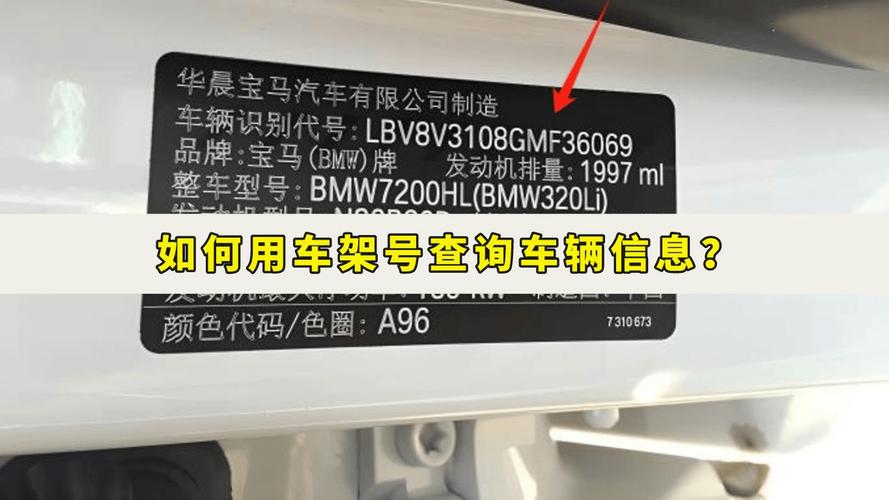 华晨宝马汽车有限公司制造
车辆识别代号: LBV8V3108GMF36069
品牌: 宝马(BMW)牌 发动机排量: 1997 ml
整车型号: BMW7200HL(BMW320Li)
如何用车架号查询车辆信息?
颜色代码/色圈: A96
7 310 673